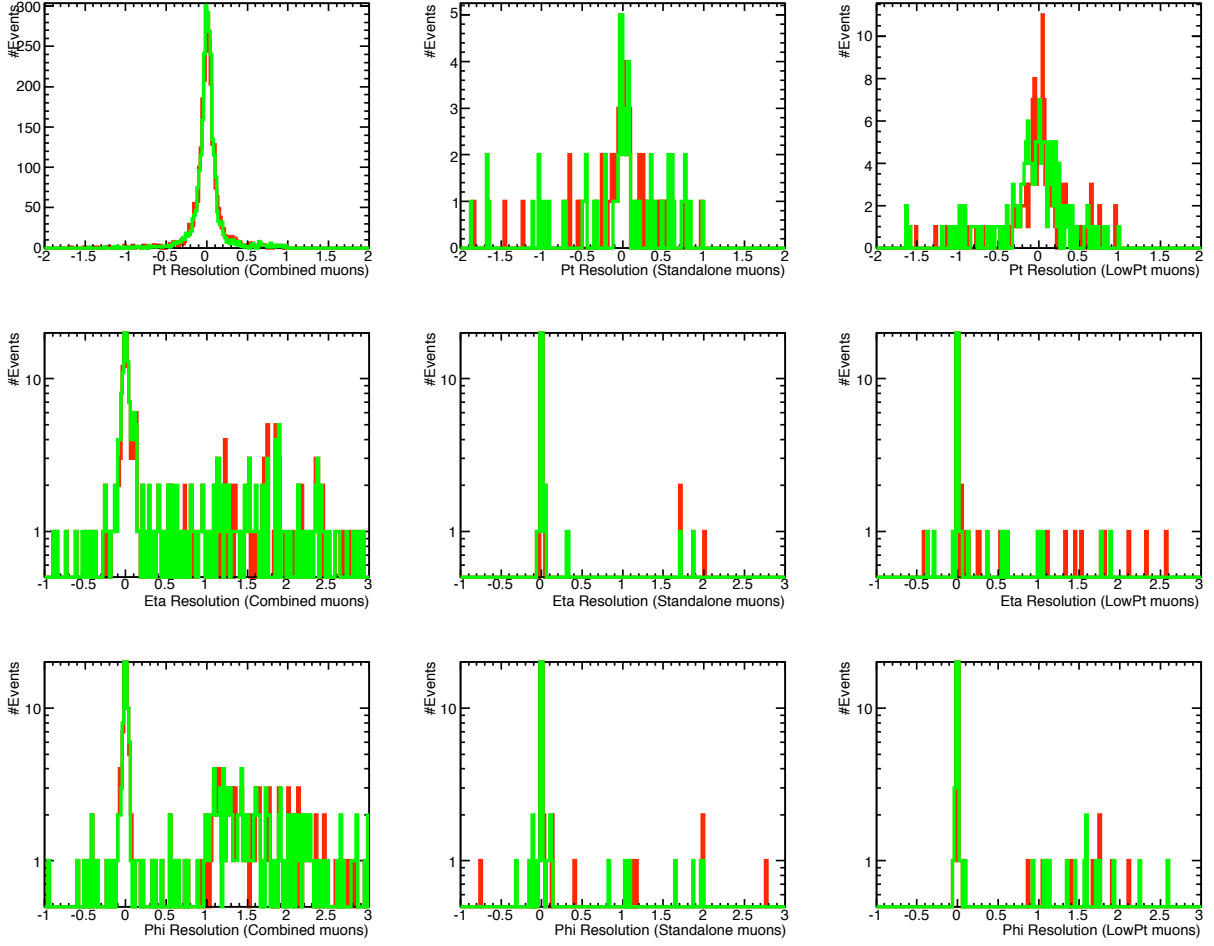 #Events
300
250
200
150
100
50
0
-2 -1.5 -1 -0.5 0 0.5 1 1.5 2
Pt Resolution (Combined muons)
#Events
5
4
3
2
1
0
-2 -1.5 -1 -0.5 0 0.5 1 1.5 2
Pt Resolution (Standalone muons)
#Events
10
8
6
4
2
0
-2 -1.5 -1 -0.5 0 0.5 1 1.5 2
Pt Resolution (LowPt muons)
#Events
10
1
-1 -0.5 0 0.5 1 1.5 2 2.5 3
Eta Resolution (Combined muons)
#Events
10
1
-1 -0.5 0 0.5 1 1.5 2 2.5 3
Eta Resolution (Standalone muons)
#Events
10
1
-1 -0.5 0 0.5 1 1.5 2 2.5 3
Eta Resolution (LowPt muons)
#Events
10
1
-1 -0.5 0 0.5 1 1.5 2 2.5 3
Phi Resolution (Combined muons)
#Events
10
1
-1 -0.5 0 0.5 1 1.5 2 2.5 3
Phi Resolution (Standalone muons)
#Events
10
1
-1 -0.5 0 0.5 1 1.5 2 2.5 3
Phi Resolution (LowPt muons)